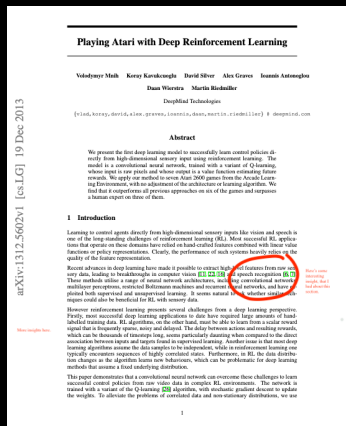 Playing Atari with Deep Reinforcement Learning
Volodymyr Mnih Koray Kavukcuoglu David Silver Alex Graves Ioannis Antonoglou
Daan Wierstra Martin Riedmiller
DeepMind Technologies
{vlad,koray,david,alex.graves,ioannis,daan,martin.riedmiller} @ deepmind.com
arXiv:1312.5602v1 [cs.LG] 19 Dec 2013
Abstract
We present the first deep learning model to successfully learn control policies di-
rectly from high-dimensional sensory input using reinforcement learning. The
model is a convolutional neural network, trained with a variant of Q-learning,
whose input is raw pixels and whose output is a value function estimating future
rewards. We apply our method to seven Atari 2600 games from the Arcade Learn-
ing Environment, with no adjustment of the architecture or learning algorithm. We
find that it outperforms all previous approaches on six of the games and surpasses
a human expert on three of them.
1 Introduction
Learning to control agents directly from high-dimensional sensory inputs like vision and speech is
one of the long-standing challenges of reinforcement learning (RL). Most successful RL applica-
tions that operate on these domains have relied on hand-crafted features combined with linear value
functions or policy representations. Clearly, the performance of such systems heavily relies on the
quality of the feature representation.
Recent advances in deep learning have made it possible to extract high-level features from raw sen-
sory data, leading to breakthroughs in computer vision [11, 22, 16] and speech recognition [6, 7].
These methods utilise a range of neural network architectures, including convolutional networks,
multilayer perceptrons, restricted Boltzmann machines and recurrent neural networks, and have
ploited both supervised and unsupervised learning. It seems natural to ask whether similar
niques could also be beneficial for RL with sensory data.
However reinforcement learning presents several challenges from a deep learning perspective.
Firstly, most successful deep learning applications to date have required large amounts of hand-
labelled training data. RL algorithms, on the other hand, must be able to learn from a scalar reward
signal that is frequently sparse, noisy and delayed. The delay between actions and resulting rewards,
which can be thousands of timesteps long, seems particularly daunting when compared to the direct
association between inputs and targets found in supervised learning. Another issue is that most deep
learning algorithms assume the data samples to be independent, while in reinforcement learning one
typically encounters sequences of highly correlated states. Furthermore, in RL the data distribu-
tion changes as the algorithm learns new behaviours, which can be problematic for deep learning
methods that assume a fixed underlying distribution.
This paper demonstrates that a convolutional neural network can overcome these challenges to learn
successful control policies from raw video data in complex RL environments. The network is
trained with a variant of the Q-learning [26] algorithm, with stochastic gradient descent to update
the weights. To alleviate the problems of correlated data and non-stationary distributions, we use
Here's some
interesting
insight, that I
had about this
section
More insights here
1